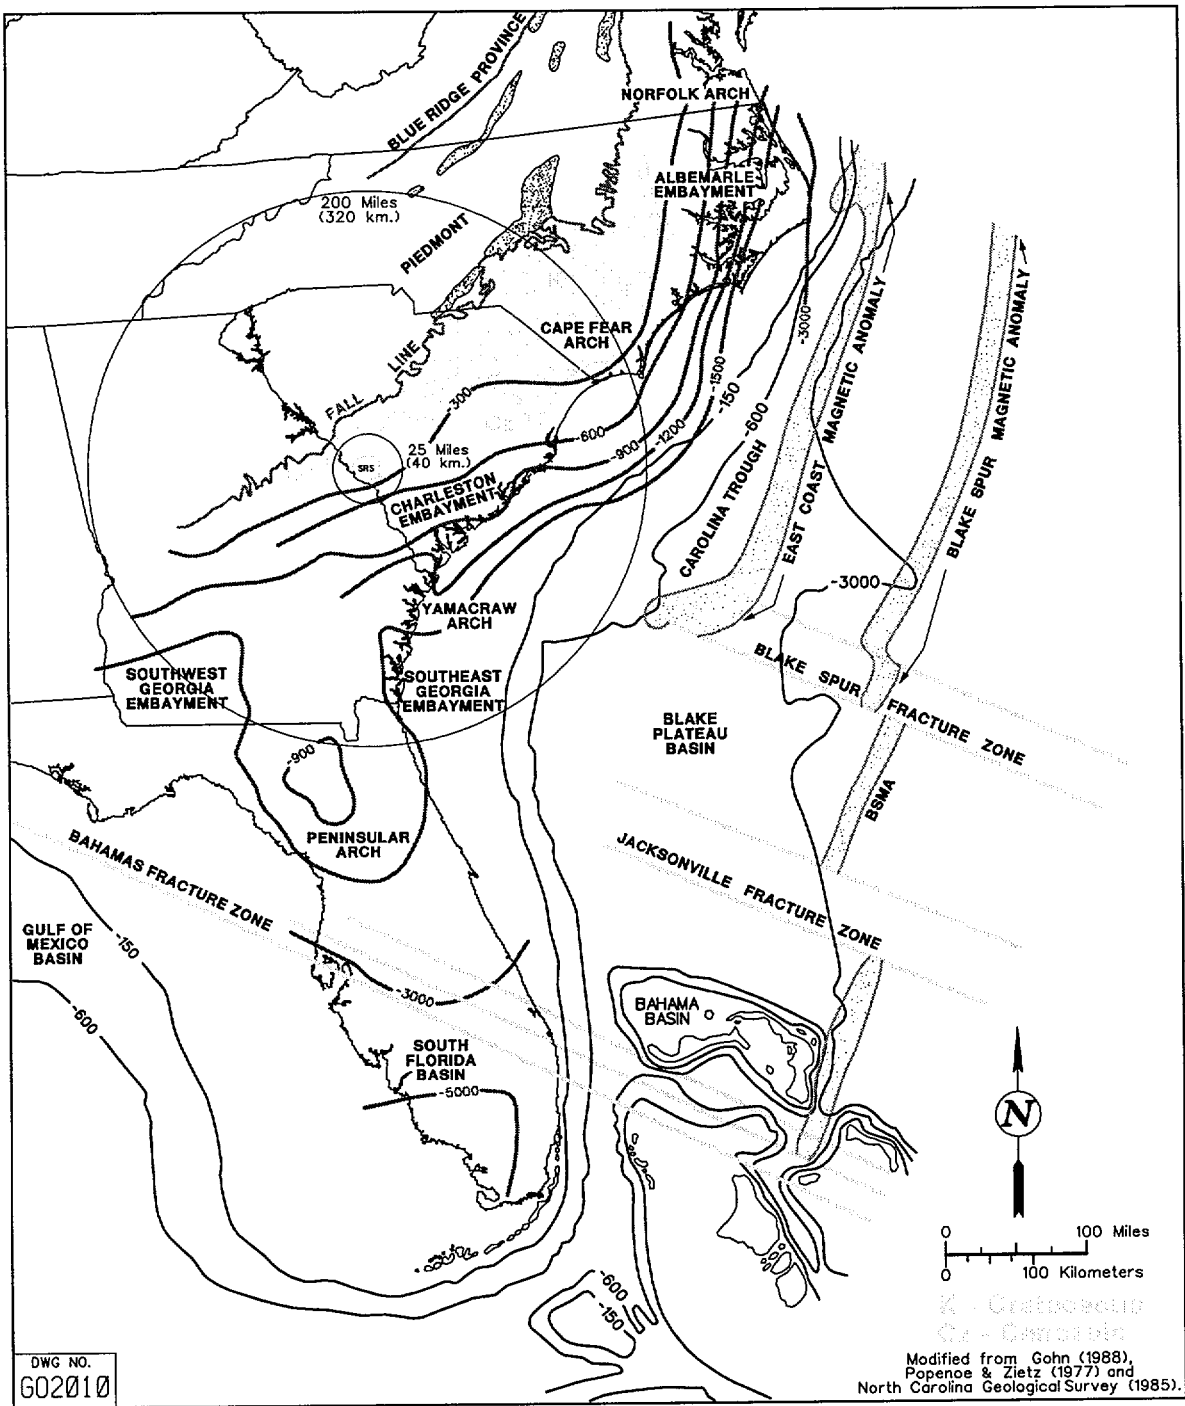 BLUE RIDGE PROVINCE
NORFOLK ARCH
ALBEMARLE
EMBAYMENT
200 Miles
(320 km.)
PIEDMONT
CAPE FEAR
ARCH
FALL LINE
-300
-600
-900
-1200
-1500
-150
-600
-3000
25 Miles
(40 km.)
SRS
CHARLESTON
EMBAYMENT
CAROLINA TROUGH
EAST COAST MAGNETIC ANOMALY
BLAKE SPUR MAGNETIC ANOMALY
-3000
YAMACRAW
ARCH
SOUTHWEST
GEORGIA
EMBAYMENT
SOUTHEAST
GEORGIA
EMBAYMENT
BLAKE SPUR FRACTURE ZONE
BLAKE
PLATEAU
BASIN
-900
BSMA
PENINSULAR
ARCH
BAHAMAS FRACTURE ZONE
JACKSONVILLE FRACTURE ZONE
GULF OF
MEXICO
BASIN
-150
-600
-3000
BAHAMA
BASIN
SOUTH
FLORIDA
BASIN
-5000
N
0 100 Miles
0 100 Kilometers
-600
-150
K - Cretaceous
Cz - Cenozoic
Modified from Gohn (1988),
Popenoe & Zietz (1977) and
North Carolina Geological Survey (1985).
DWG NO.
G02010